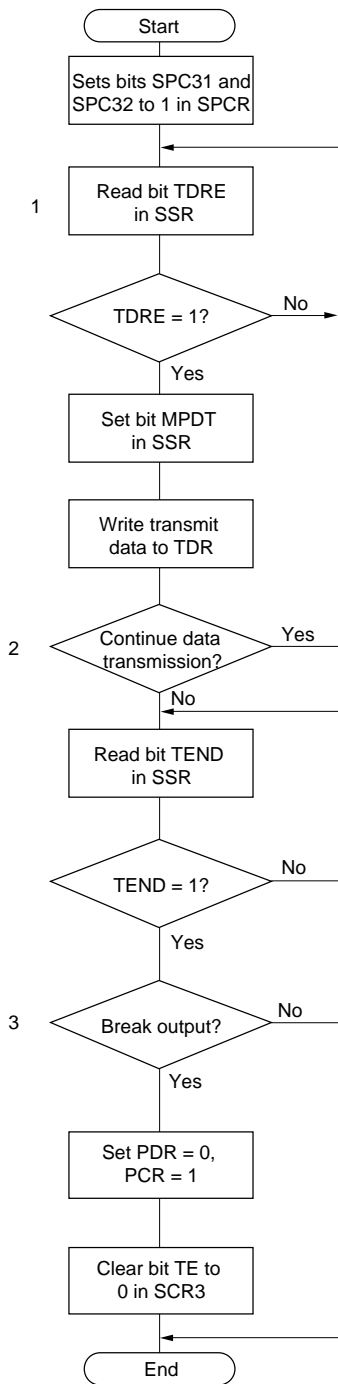 Start
Sets bits SPC31 and
SPC32 to 1 in SPCR
1
Read bit TDRE
in SSR
TDRE = 1?
No
Yes
Set bit MPDT
in SSR
Write transmit
data to TDR
2
Continue data
transmission?
Yes
No
Read bit TEND
in SSR
TEND = 1?
No
Yes
3
Break output?
No
Yes
Set PDR = 0,
PCR = 1
Clear bit TE to
0 in SCR3
End